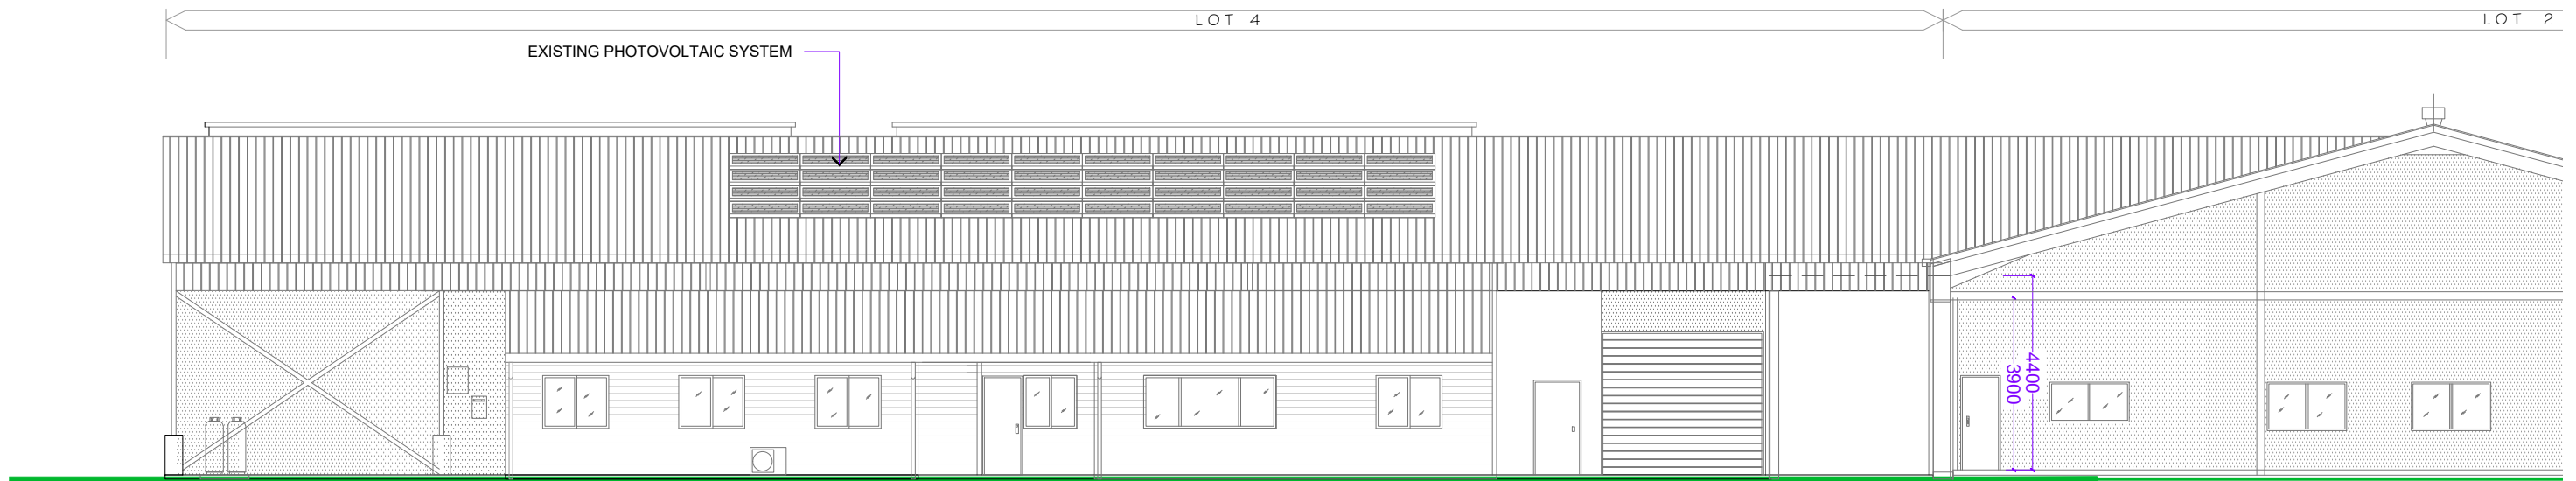 LOT 4
LOT 2
EXISTING PHOTOVOLTAIC SYSTEM
4400
3900